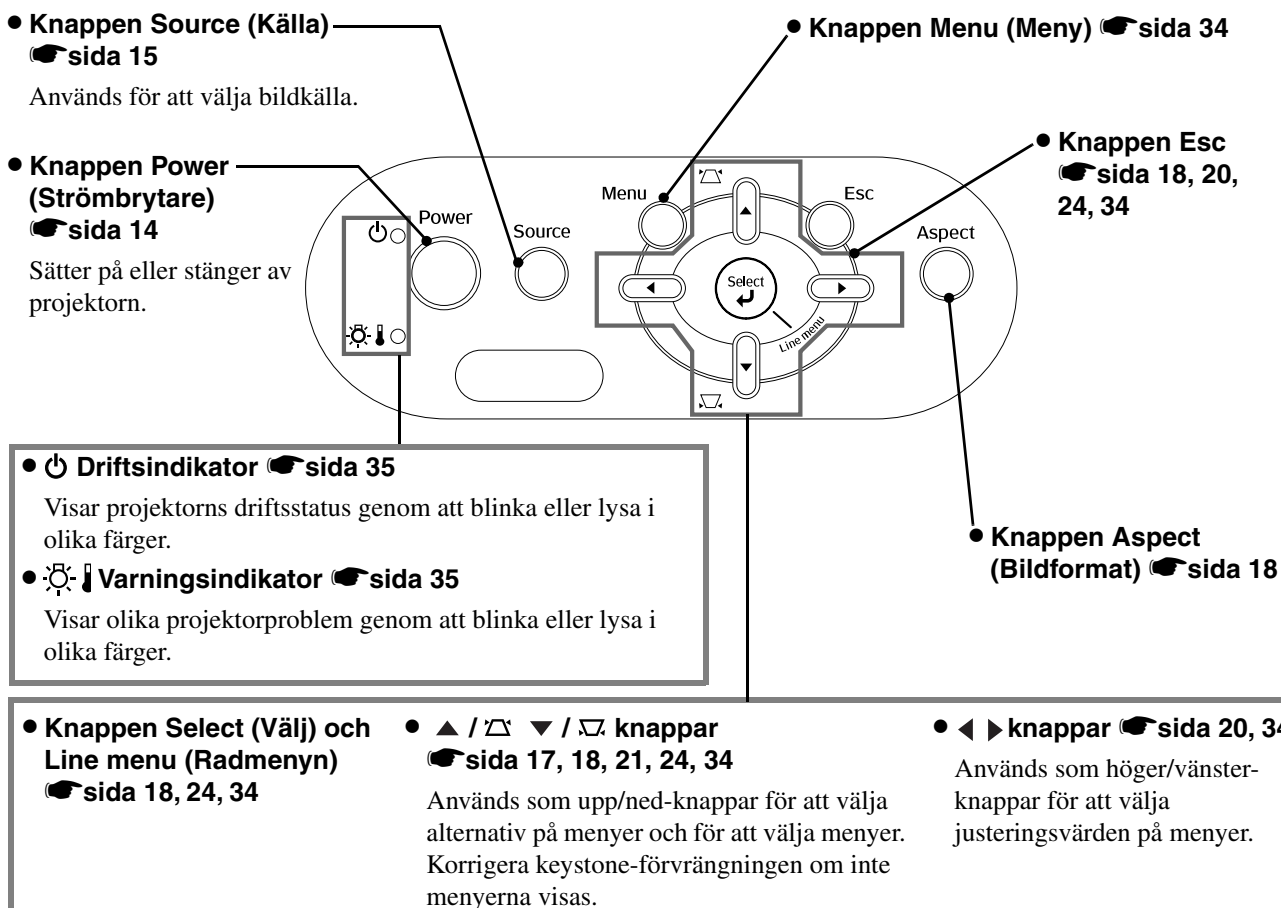 ● Knappen Source (Källa)
☛sida 15
Används för att välja bildkälla.
● Knappen Power
(Strömbrytare)
☛sida 14
Sätter på eller stänger av
projektorn.
● Knappen Menu (Meny) ☛sida 34
● Knappen Esc
☛sida 18, 20,
24, 34
Power
Source
Menu
Esc
Aspect
Select
Line menu
● Knappen Aspect
(Bildformat) ☛sida 18
● Driftsindikator ☛sida 35
Visar projektorns driftsstatus genom att blinka eller lysa i
olika färger.
● Varningsindikator ☛sida 35
Visar olika projektorproblem genom att blinka eller lysa i
olika färger.
● Knappen Select (Välj) och
Line menu (Radmenyn)
☛sida 18, 24, 34
● ▲ / ▼ / knappar
☛sida 17, 18, 21, 24, 34
Används som upp/ned-knappar för att välja
alternativ på menyer och för att välja menyer.
Korrigera keystone-förvrängningen om inte
menyerna visas.
● ◀ ▶ knappar ☛sida 20, 34
Används som höger/vänster-
knappar för att välja
justeringsvärden på menyer.